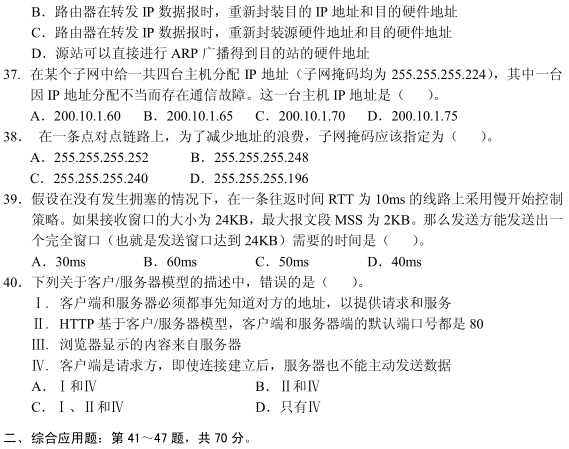 B．路由器在转发 IP 数据报时，重新封装目的 IP 地址和目的硬件地址
C．路由器在转发 IP 数据报时，重新封装源硬件地址和目的硬件地址
D．源站可以直接进行 ARP 广播得到目的站的硬件地址
37．在某个子网中给一共四台主机分配 IP 地址（子网掩码均为 255.255.255.224），其中一台
因 IP 地址分配不当而存在通信故障。这一台主机 IP 地址是（ ）。
A．200.10.1.60 B．200.10.1.65 C．200.10.1.70 D．200.10.1.75
38． 在一条点对点链路上，为了减少地址的浪费，子网掩码应该指定为（ ）。
A．255.255.255.252 B．255.255.255.248
C．255.255.255.240 D．255.255.255.196
39．假设在没有发生拥塞的情况下，在一条往返时间 RTT 为 10ms 的线路上采用慢开始控制
策略。如果接收窗口的大小为 24KB，最大报文段 MSS 为 2KB。那么发送方能发送出一
个完全窗口（也就是发送窗口达到 24KB）需要的时间是（ ）。
A．30ms B．60ms C．50ms D．40ms
40．下列关于客户/服务器模型的描述中，错误的是（ ）。
Ⅰ．客户端和服务器必须都事先知道对方的地址，以提供请求和服务
Ⅱ．HTTP 基于客户/服务器模型，客户端和服务器端的默认端口号都是 80
Ⅲ．浏览器显示的内容来自服务器
Ⅳ．客户端是请求方，即使连接建立后，服务器也不能主动发送数据
A．Ⅰ和Ⅳ B．Ⅱ和Ⅳ
C．Ⅰ、Ⅱ和Ⅳ D．只有Ⅳ
二、综合应用题：第 41～47 题，共 70 分。